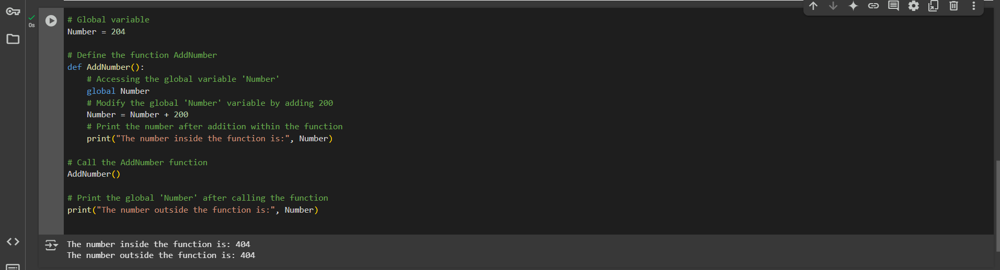 # Global variable
Number = 204
# Define the function AddNumber
def AddNumber():
# Accessing the global variable 'Number'
global Number
# Modify the global 'Number' variable by adding 200
Number = Number + 200
# Print the number after addition within the function
print("The number inside the function is:", Number)
# Call the AddNumber function
AddNumber()
# Print the global 'Number' after calling the function
print("The number outside the function is:", Number)
The number inside the function is: 404
The number outside the function is: 404
0s